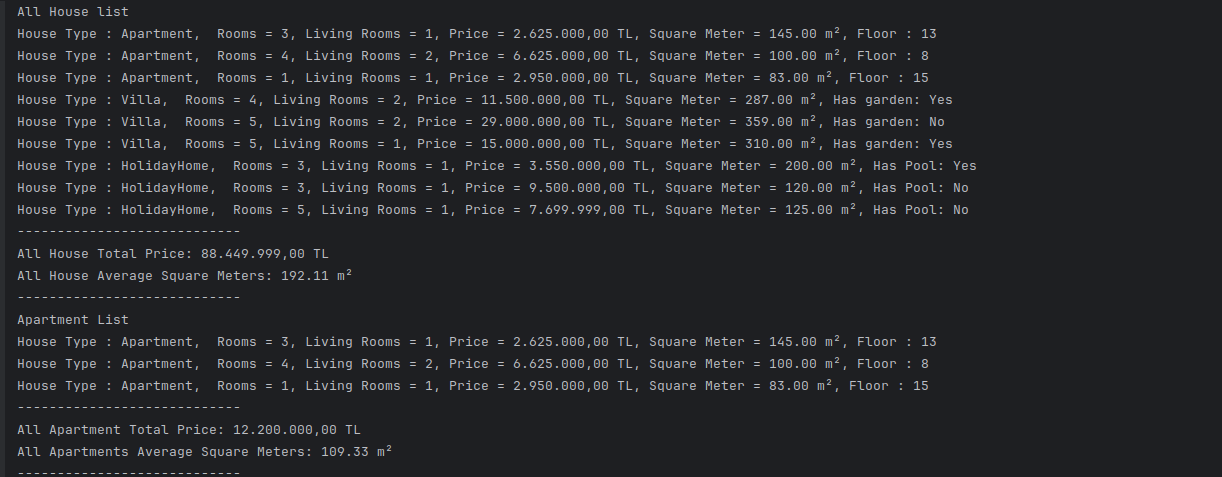 All House list
House Type : Apartment,  Rooms = 3, Living Rooms = 1, Price = 2.625.000,00 TL, Square Meter = 145.00 m², Floor : 13
House Type : Apartment,  Rooms = 4, Living Rooms = 2, Price = 6.625.000,00 TL, Square Meter = 100.00 m², Floor : 8
House Type : Apartment,  Rooms = 1, Living Rooms = 1, Price = 2.950.000,00 TL, Square Meter = 83.00 m², Floor : 15
House Type : Villa,  Rooms = 4, Living Rooms = 2, Price = 11.500.000,00 TL, Square Meter = 287.00 m², Has garden: Yes
House Type : Villa,  Rooms = 5, Living Rooms = 2, Price = 29.000.000,00 TL, Square Meter = 359.00 m², Has garden: No
House Type : Villa,  Rooms = 5, Living Rooms = 1, Price = 15.000.000,00 TL, Square Meter = 310.00 m², Has garden: Yes
House Type : HolidayHome,  Rooms = 3, Living Rooms = 1, Price = 3.550.000,00 TL, Square Meter = 200.00 m², Has Pool: Yes
House Type : HolidayHome,  Rooms = 3, Living Rooms = 1, Price = 9.500.000,00 TL, Square Meter = 120.00 m², Has Pool: No
House Type : HolidayHome,  Rooms = 5, Living Rooms = 1, Price = 7.699.999,00 TL, Square Meter = 125.00 m², Has Pool: No
----------------------------
All House Total Price: 88.449.999,00 TL
All House Average Square Meters: 192.11 m²
----------------------------
Apartment List
House Type : Apartment,  Rooms = 3, Living Rooms = 1, Price = 2.625.000,00 TL, Square Meter = 145.00 m², Floor : 13
House Type : Apartment,  Rooms = 4, Living Rooms = 2, Price = 6.625.000,00 TL, Square Meter = 100.00 m², Floor : 8
House Type : Apartment,  Rooms = 1, Living Rooms = 1, Price = 2.950.000,00 TL, Square Meter = 83.00 m², Floor : 15
----------------------------
All Apartment Total Price: 12.200.000,00 TL
All Apartments Average Square Meters: 109.33 m²
----------------------------